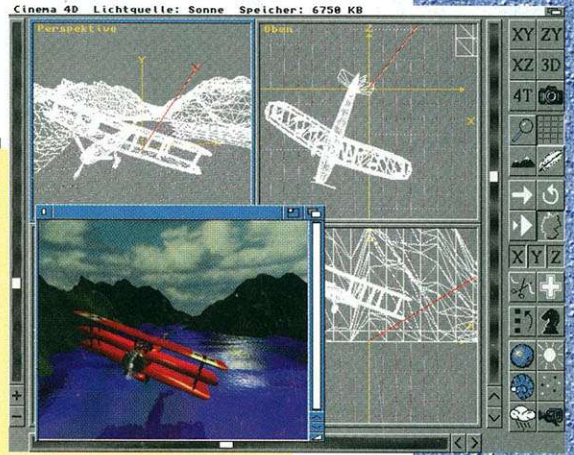 Cinema 4D Lichtquelle: Sonne Speicher: 6750 KB
Perspektive
Oben
XY ZY
XZ 3D
4T
Y
Z
X
X Y Z